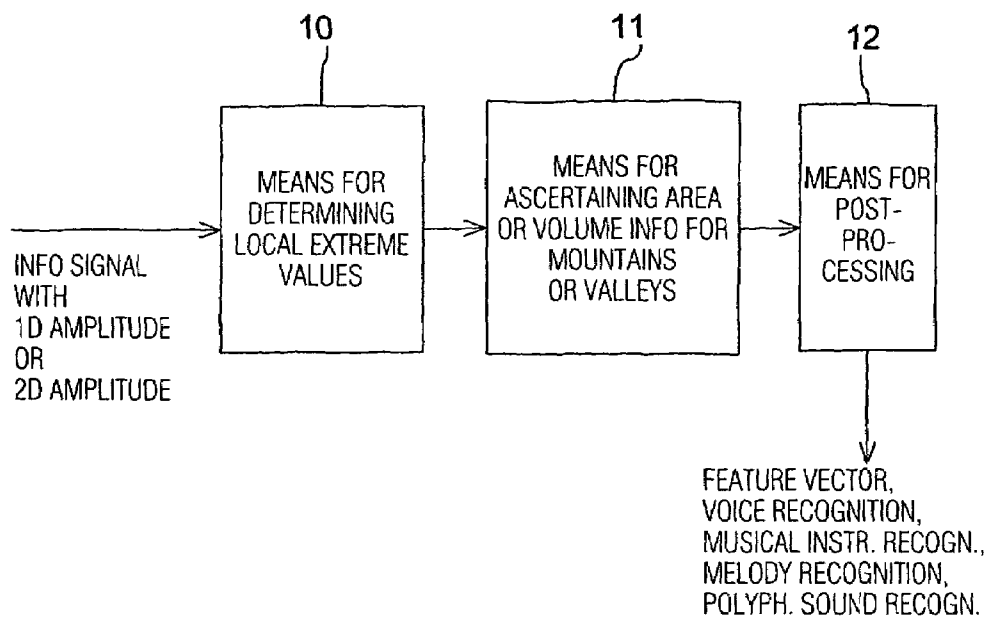 10
11
12
MEANS FOR
DETERMINING
LOCAL EXTREME
VALUES
MEANS FOR
ASCERTAINING AREA
OR VOLUME INFO FOR
MOUNTAINS
OR VALLEYS
MEANS FOR
POST-
PRO-
CESSING
INFO SIGNAL
WITH
1D AMPLITUDE
OR
2D AMPLITUDE
FEATURE VECTOR,
VOICE RECOGNITION,
MUSICAL INSTR. RECOGN.,
MELODY RECOGNITION,
POLYPH. SOUND RECOGN.